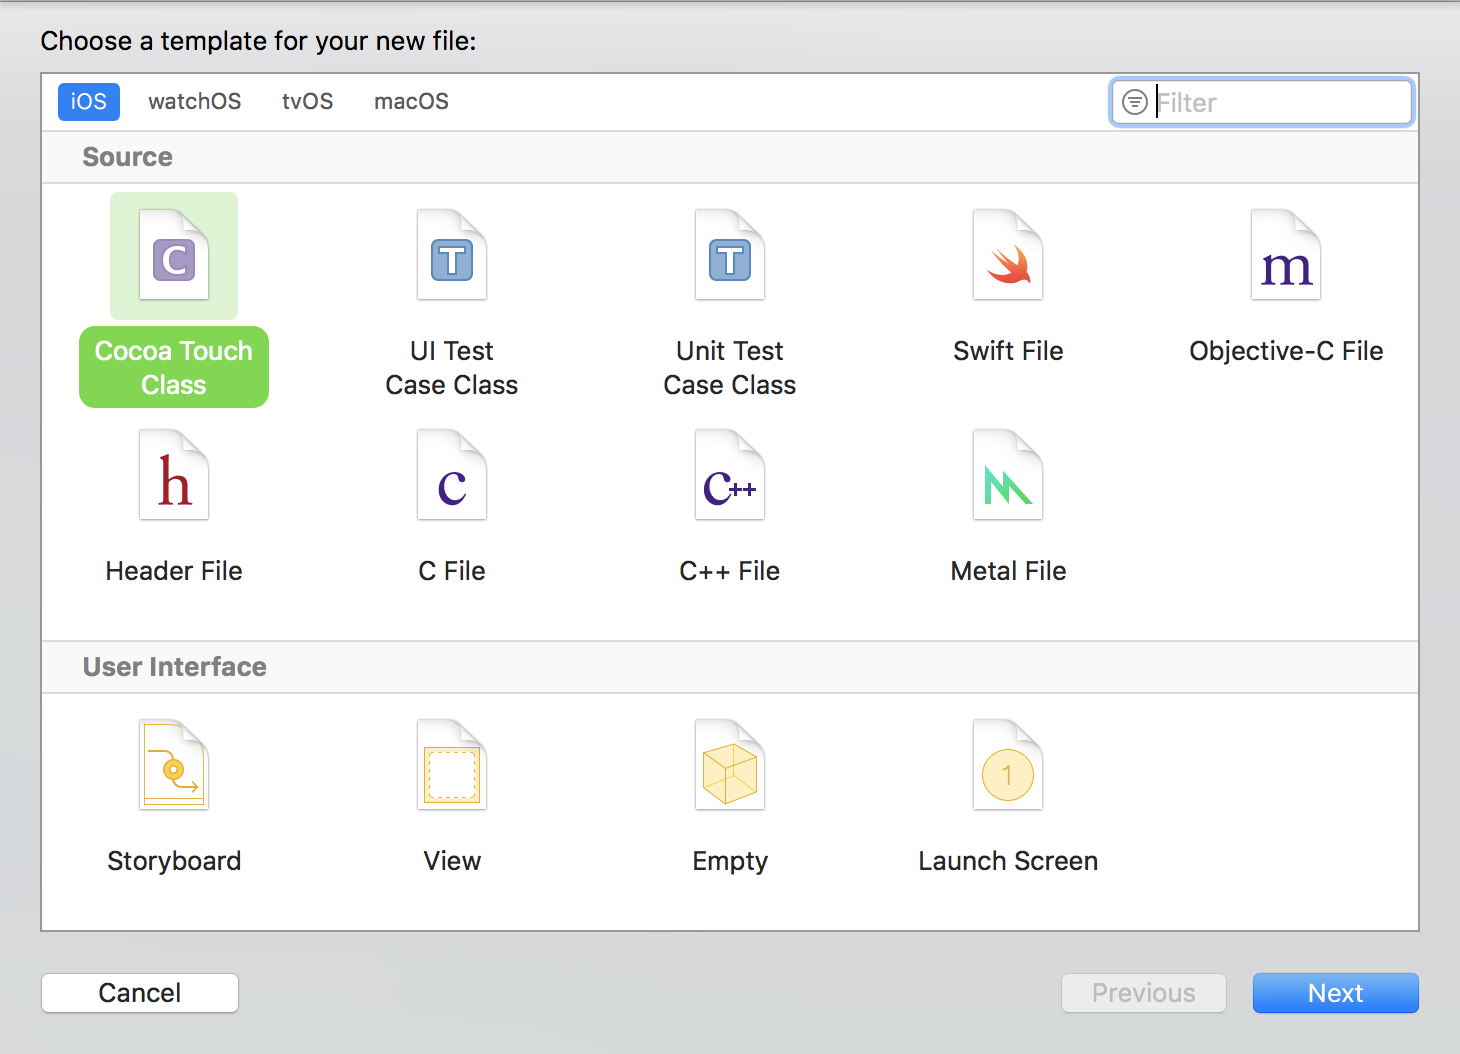 Choose a template for your new file:
iOS watchOS tvOS macOS Filter
Source
C T T m
Cocoa Touch UI Test Unit Test Swift File Objective-C File
Class Case Class Case Class
h c C++
Header File C File C++ File Metal File
User Interface
1
Storyboard View Empty Launch Screen
Cancel Previous Next